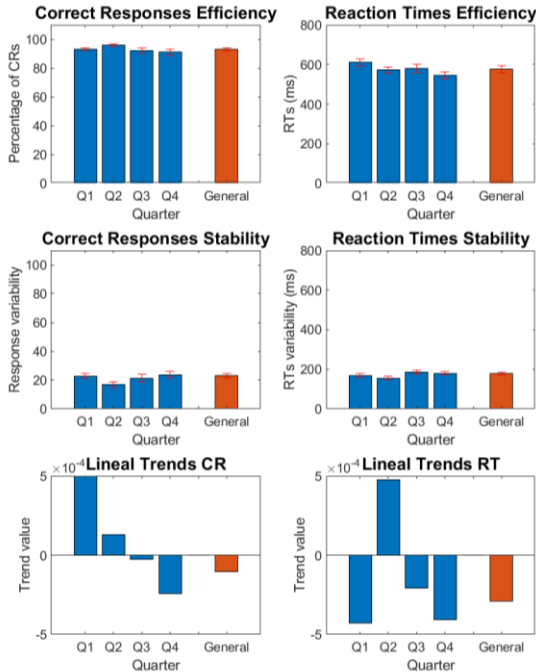 Correct Responses Efficiency
Percentage of CRs
100
80
60
40
20
0
Q1 Q2 Q3 Q4 General
Quarter
Reaction Times Efficiency
RTs (ms)
800
600
400
200
0
Q1 Q2 Q3 Q4 General
Quarter
Correct Responses Stability
Response variability
100
80
60
40
20
0
Q1 Q2 Q3 Q4 General
Quarter
Reaction Times Stability
RTs variability (ms)
800
600
400
200
0
Q1 Q2 Q3 Q4 General
Quarter
×10⁻⁴ Lineal Trends CR
Trend value
5
0
-5
Q1 Q2 Q3 Q4 General
Quarter
×10⁻⁴ Lineal Trends RT
Trend value
5
0
-5
Q1 Q2 Q3 Q4 General
Quarter